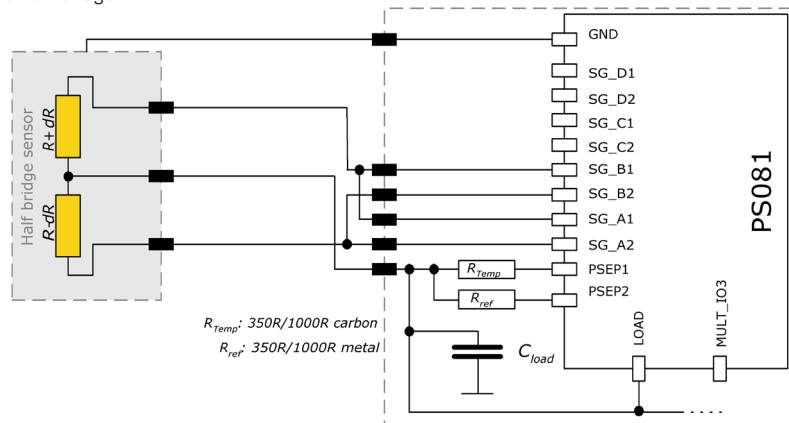 GND
SG_D1
SG_D2
SG_C1
SG_C2
SG_B1
SG_B2
SG_A1
SG_A2
PSEP1
PSEP2
PS081
LOAD
MULT_IO3
Half bridge sensor
R+dR
R-dR
RTemp
Rref
RTemp: 350R/1000R carbon
Rref: 350R/1000R metal
Cload